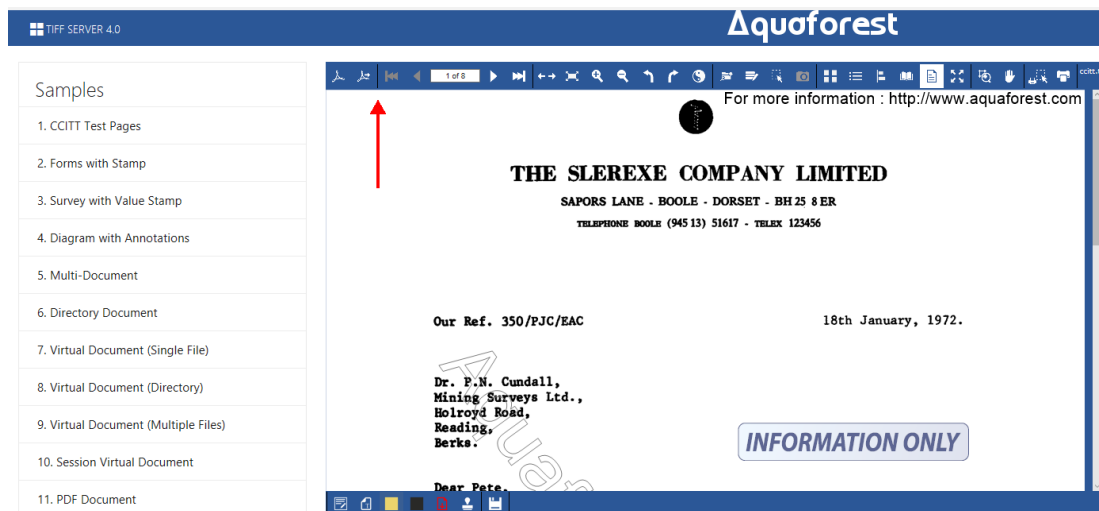 TIFF SERVER 4.0
Aquaforest
Samples
1. CCITT Test Pages
2. Forms with Stamp
3. Survey with Value Stamp
4. Diagram with Annotations
5. Multi-Document
6. Directory Document
7. Virtual Document (Single File)
8. Virtual Document (Directory)
9. Virtual Document (Multiple Files)
10. Session Virtual Document
11. PDF Document
1 of 8
ccitt.
For more information : http://www.aquaforest.com
THE SLEREXE COMPANY LIMITED
SAPORS LANE - BOOLE - DORSET - BH 25 8 ER
TELEPHONE BOOLE (945 13) 51617 - TELEX 123456
Our Ref. 350/PJC/EAC
18th January, 1972.
Dr. P.N. Cundall,
Mining Surveys Ltd.,
Holroyd Road,
Reading,
Berks.
INFORMATION ONLY
Dear Pete,
Aquaf